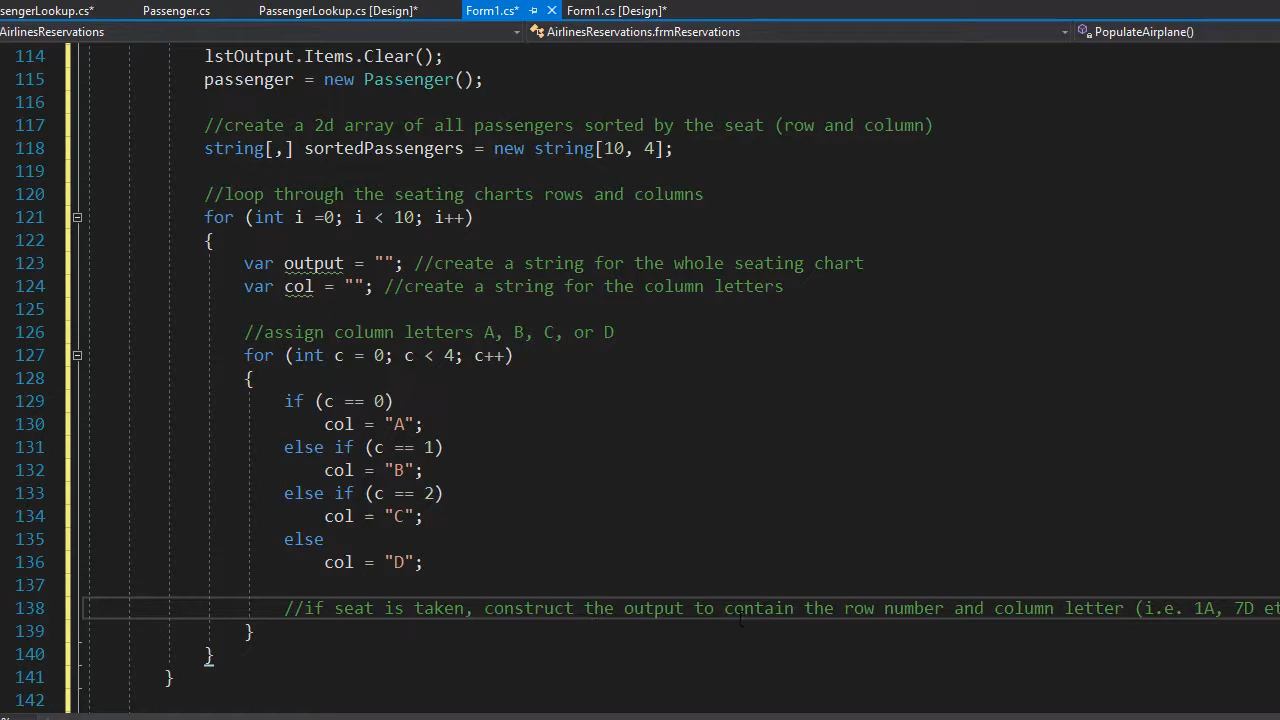 sengerLookup.cs* Passenger.cs PassengerLookup.cs [Design]* Form1.cs* Form1.cs [Design]*
AirlinesReservations AirlinesReservations.frmReservations PopulateAirplane()
114 lstOutput.Items.Clear();
115 passenger = new Passenger();
116
117 //create a 2d array of all passengers sorted by the seat (row and column)
118 string[,] sortedPassengers = new string[10, 4];
119
120 //loop through the seating charts rows and columns
121 for (int i =0; i < 10; i++)
122 {
123 var output = ""; //create a string for the whole seating chart
124 var col = ""; //create a string for the column letters
125
126 //assign column letters A, B, C, or D
127 for (int c = 0; c < 4; c++)
128 {
129 if (c == 0)
130 col = "A";
131 else if (c == 1)
132 col = "B";
133 else if (c == 2)
134 col = "C";
135 else
136 col = "D";
137
138 //if seat is taken, construct the output to contain the row number and column letter (i.e. 1A, 7D et
139 }
140 }
141 }
142
%